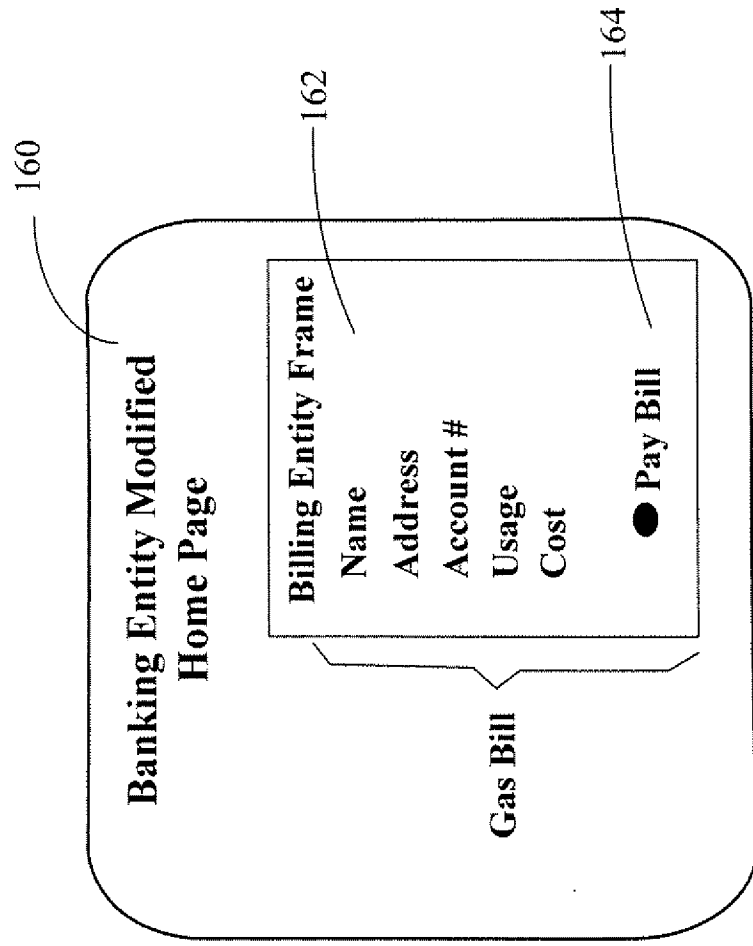 160
Banking Entity Modified
Home Page
Billing Entity Frame
162
Name
Address
Account #
Usage
Cost
Gas Bill
Pay Bill
164